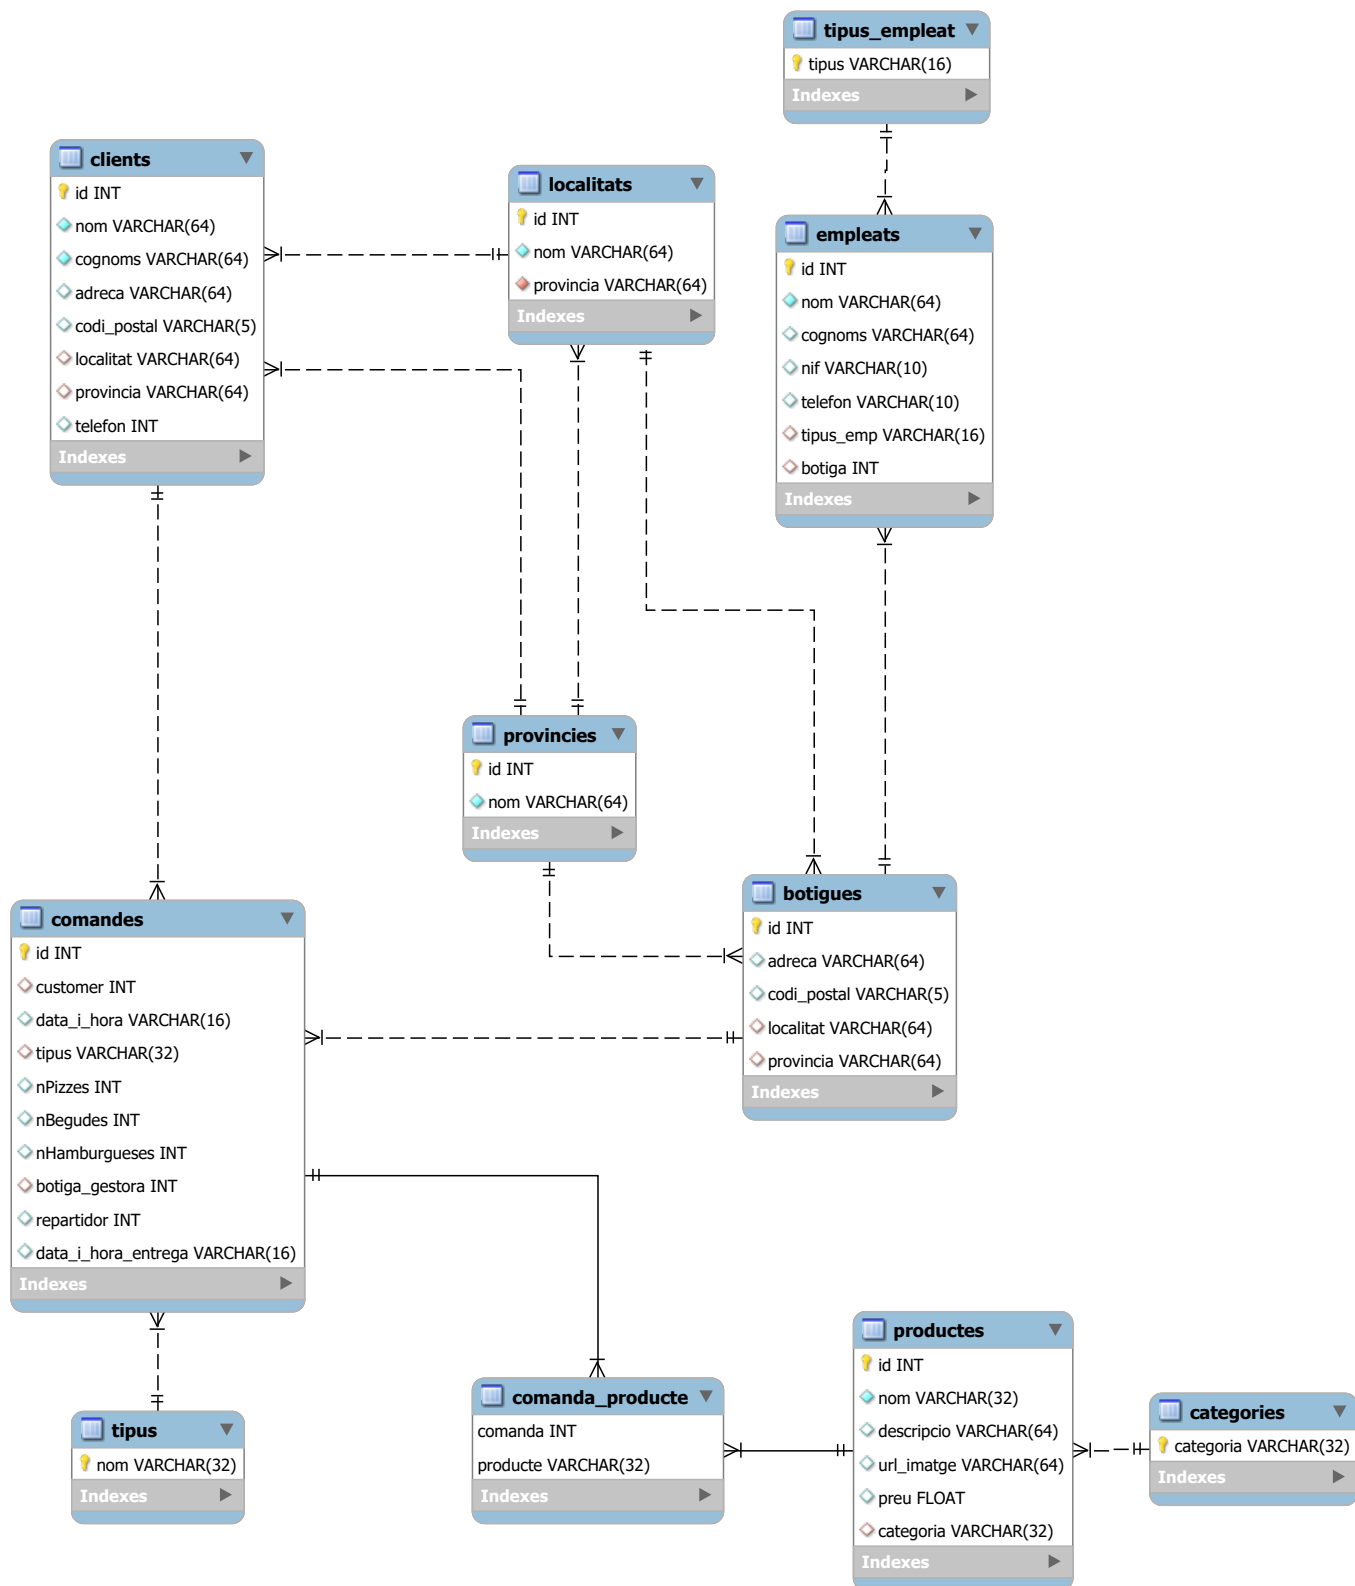 tipus_empleat
tipus VARCHAR(16)
Indexes
clients
id INT
nom VARCHAR(64)
cognoms VARCHAR(64)
adreca VARCHAR(64)
codi_postal VARCHAR(5)
localitat VARCHAR(64)
provincia VARCHAR(64)
telefon INT
Indexes
localitats
id INT
nom VARCHAR(64)
provincia VARCHAR(64)
Indexes
empleats
id INT
nom VARCHAR(64)
cognoms VARCHAR(64)
nif VARCHAR(10)
telefon VARCHAR(10)
tipus_emp VARCHAR(16)
botiga INT
Indexes
provincies
id INT
nom VARCHAR(64)
Indexes
botigues
id INT
adreca VARCHAR(64)
codi_postal VARCHAR(5)
localitat VARCHAR(64)
provincia VARCHAR(64)
Indexes
comandes
id INT
customer INT
data_i_hora VARCHAR(16)
tipus VARCHAR(32)
nPizzes INT
nBegudes INT
nHamburgueses INT
botiga_gestora INT
repartidor INT
data_i_hora_entrega VARCHAR(16)
Indexes
tipus
nom VARCHAR(32)
Indexes
comanda_producte
comanda INT
producte VARCHAR(32)
Indexes
productes
id INT
nom VARCHAR(32)
descripcio VARCHAR(64)
url_imatge VARCHAR(64)
preu FLOAT
categoria VARCHAR(32)
Indexes
categories
categoria VARCHAR(32)
Indexes